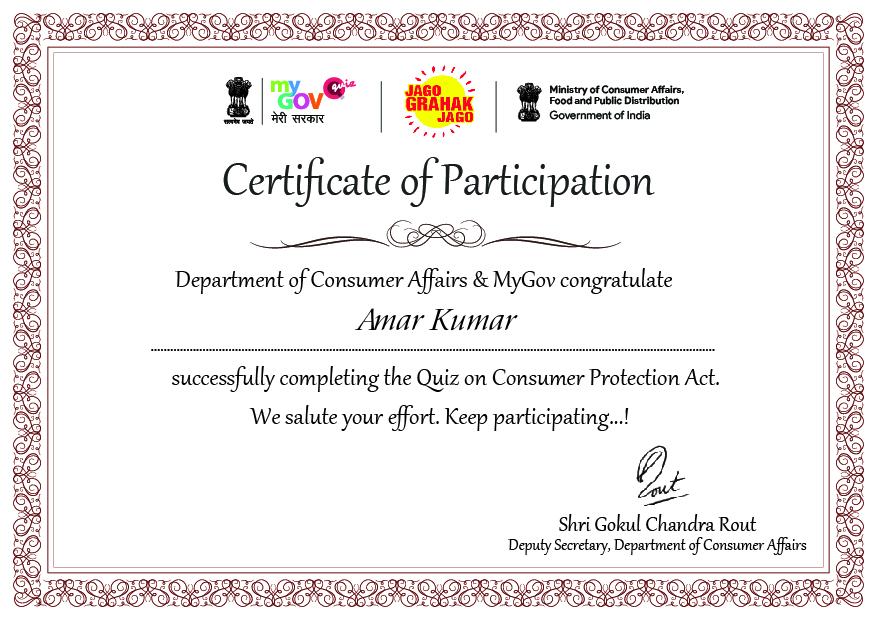 सत्यमेव जयते
my
GOV
quiz
मेरी सरकार
JAGO
GRAHAK
JAGO
Ministry of Consumer Affairs,
Food and Public Distribution
Government of India
Certificate of Participation
Department of Consumer Affairs & MyGov congratulate
Amar Kumar
successfully completing the Quiz on Consumer Protection Act.
We salute your effort. Keep participating...!
Rout
Shri Gokul Chandra Rout
Deputy Secretary, Department of Consumer Affairs